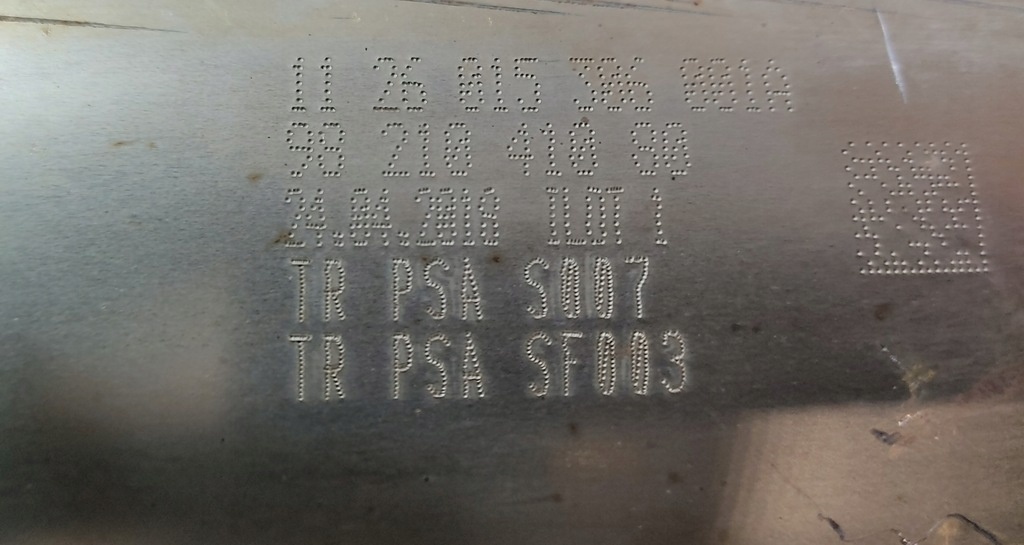 11 26 015 306 001A
98 210 410 80
24.04.2018 ILOT 1
TR PSA S007
TR PSA SF003